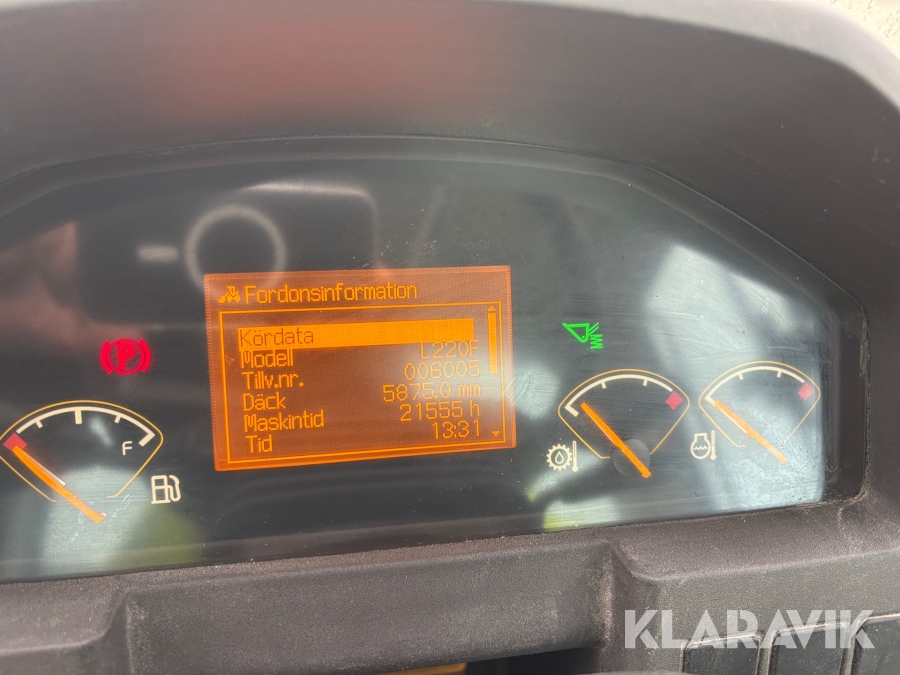 Fordonsinformation
Kördata
Modell L220F
Tillv.nr. 006005
Däck 5875.0 mm
Maskintid 21555 h
Tid 13:31
P
F
KLARAVIK